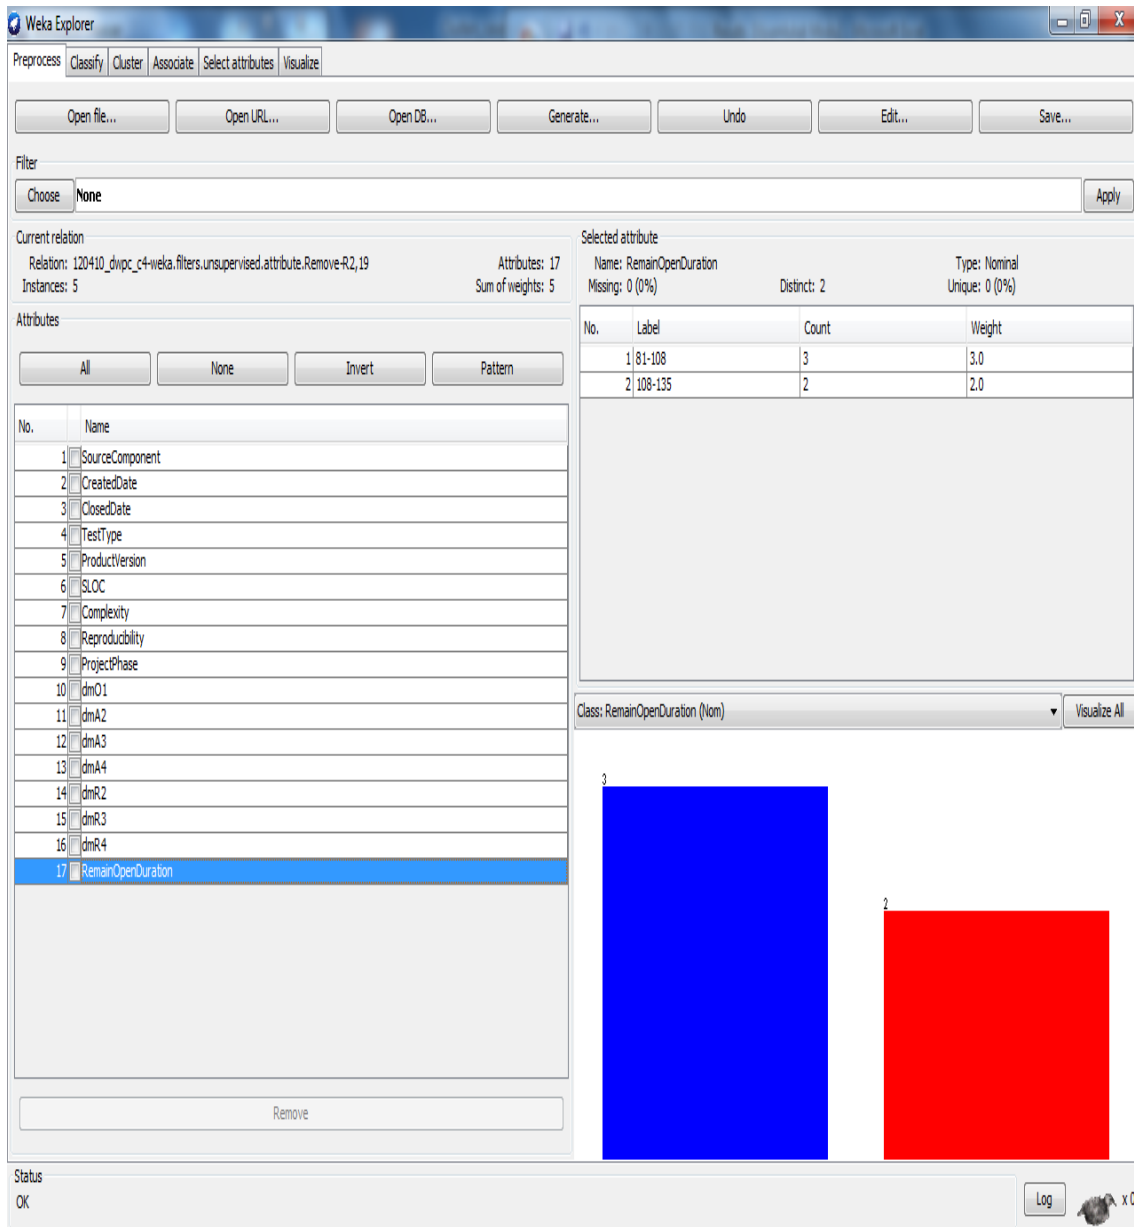 Weka Explorer
X
Preprocess Classify Cluster Associate Select attributes Visualize
Open file... Open URL... Open DB... Generate... Undo Edit... Save...
Filter
Choose None Apply
Current relation
Relation: 120410_dwpc_c4-weka.filters.unsupervised.attribute.Remove-R2,19 Attributes: 17
Instances: 5 Sum of weights: 5
Selected attribute
Name: RemainOpenDuration Type: Nominal
Missing: 0 (0%) Distinct: 2 Unique: 0 (0%)
No. Label Count Weight
1 81-108 3 3.0
2 108-135 2 2.0
Attributes
All None Invert Pattern
No. Name
1 SourceComponent
2 CreatedDate
3 ClosedDate
4 TestType
5 ProductVersion
6 SLOC
7 Complexity
8 Reproducibility
9 ProjectPhase
10 dmO1
11 dmA2
12 dmA3
13 dmA4
14 dmR2
15 dmR3
16 dmR4
17 RemainOpenDuration
Remove
Class: RemainOpenDuration (Nom) Visualize All
3
2
Status
OK
Log x 0